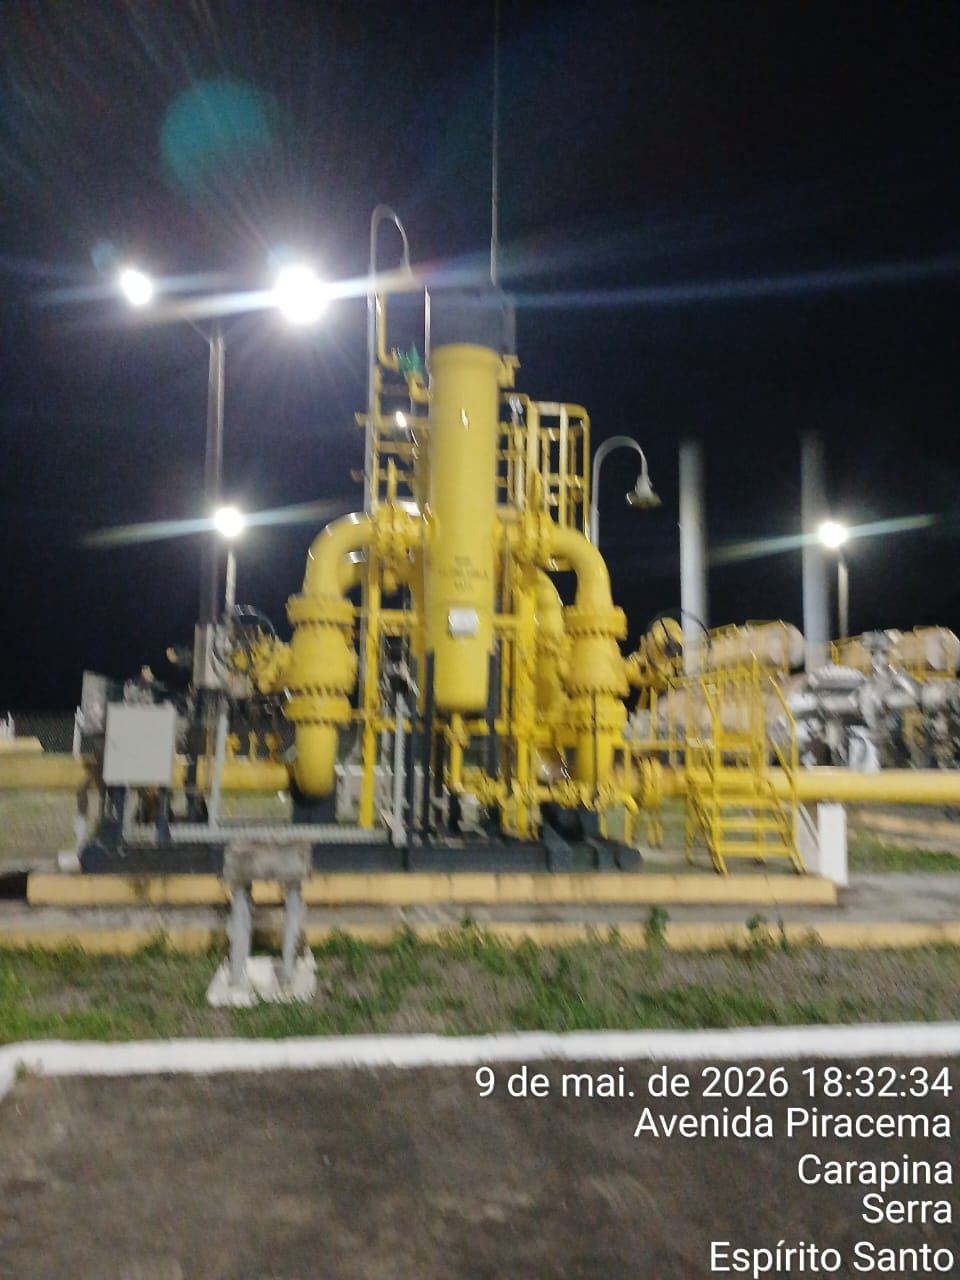 9 de mai. de 2026 18:32:34
Avenida Piracema
Carapina
Serra
Espírito Santo